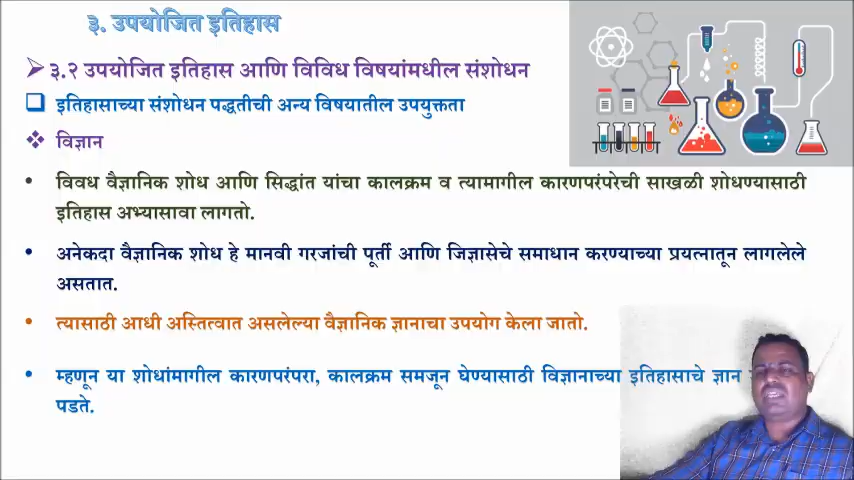 ३. उपयोजित इतिहास
३.२ उपयोजित इतिहास आणि विविध विषयांमधील संशोधन
इतिहासाच्या संशोधन पद्धतीची अन्य विषयातील उपयुक्तता
विज्ञान
विवध वैज्ञानिक शोध आणि सिद्धांत यांचा कालक्रम व त्यामागील कारणपरंपरेची साखळी शोधण्यासाठी
इतिहास अभ्यासावा लागतो.
अनेकदा वैज्ञानिक शोध हे मानवी गरजांची पूर्ती आणि जिज्ञासेचे समाधान करण्याच्या प्रयत्नातून लागलेले
असतात.
त्यासाठी आधी अस्तित्वात असलेल्या वैज्ञानिक ज्ञानाचा उपयोग केला जातो.
म्हणून या शोधांमागील कारणपरंपरा, कालक्रम समजून घेण्यासाठी विज्ञानाच्या इतिहासाचे ज्ञान
पडते.